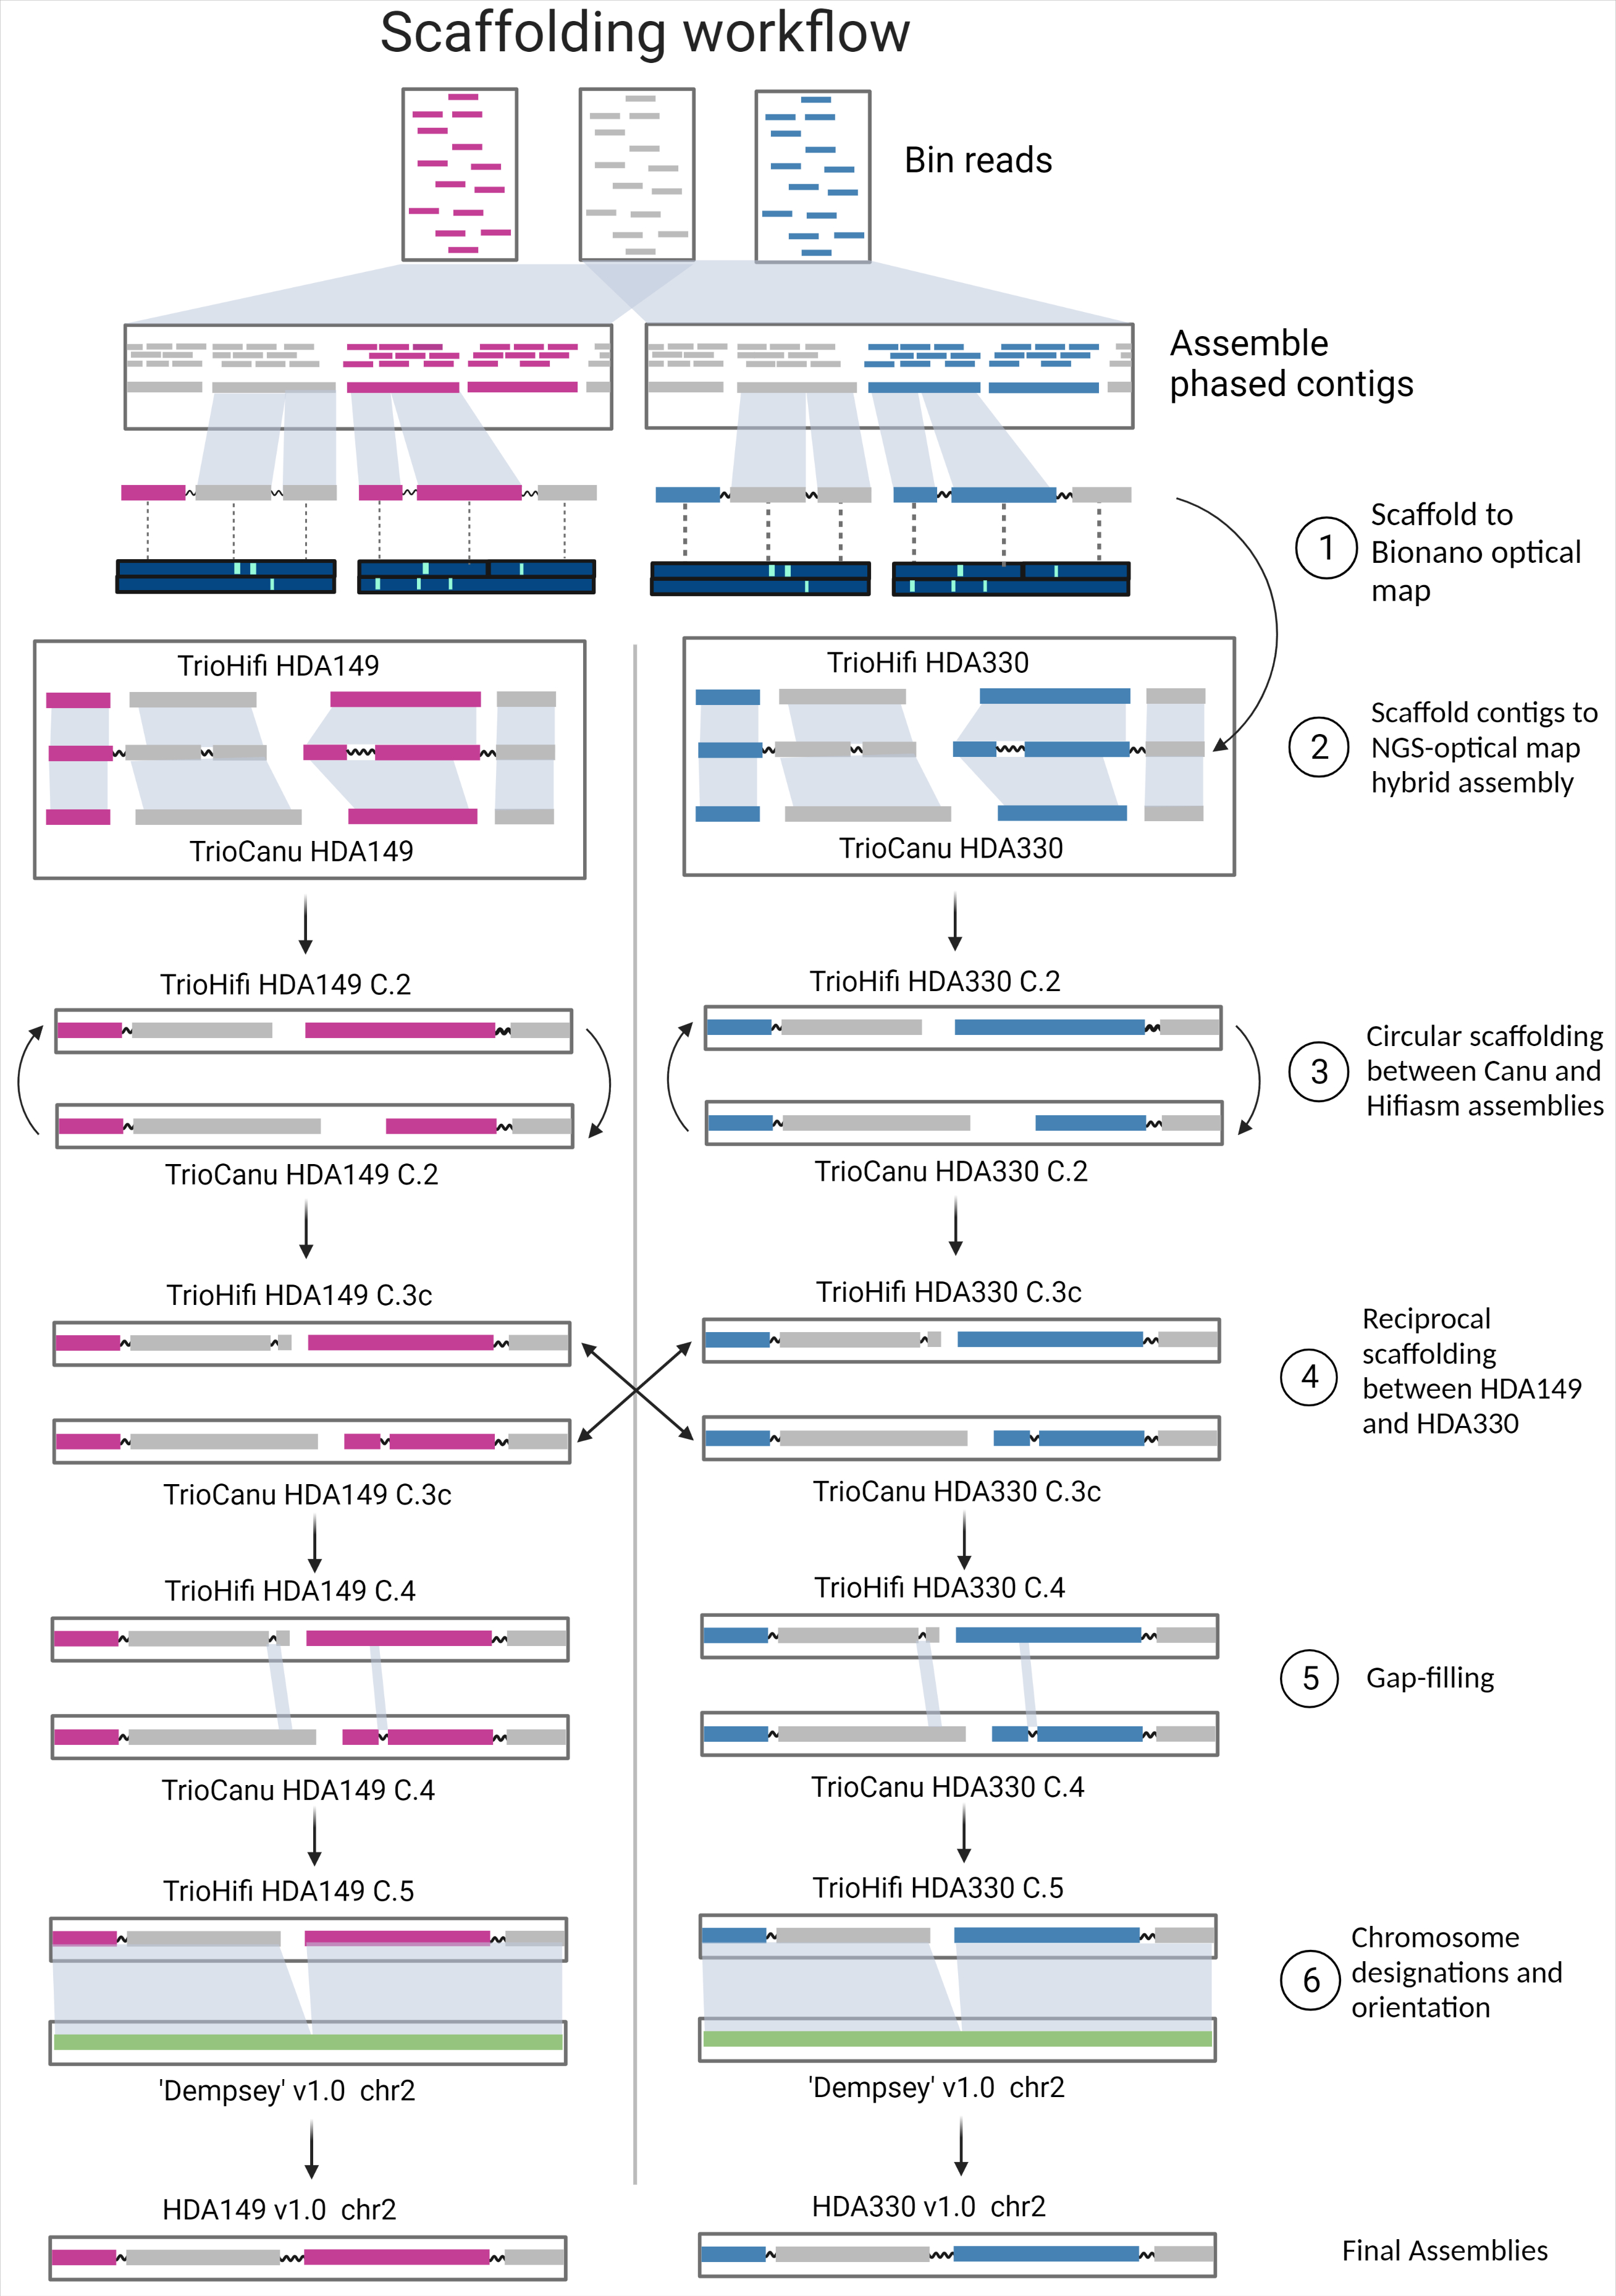 Scaffolding workflow
Bin reads
Assemble
phased contigs
1
Scaffold to
Bionano optical
map
TrioHifi HDA149
TrioHifi HDA330
2
Scaffold contigs to
NGS-optical map
hybrid assembly
TrioCanu HDA149
TrioCanu HDA330
TrioHifi HDA149 C.2
TrioHifi HDA330 C.2
3
Circular scaffolding
between Canu and
Hifiasm assemblies
TrioCanu HDA149 C.2
TrioCanu HDA330 C.2
TrioHifi HDA149 C.3c
TrioHifi HDA330 C.3c
4
Reciprocal
scaffolding
between HDA149
and HDA330
TrioCanu HDA149 C.3c
TrioCanu HDA330 C.3c
TrioHifi HDA149 C.4
TrioHifi HDA330 C.4
5
Gap-filling
TrioCanu HDA149 C.4
TrioCanu HDA330 C.4
TrioHifi HDA149 C.5
TrioHifi HDA330 C.5
6
Chromosome
designations and
orientation
'Dempsey' v1.0 chr2
'Dempsey' v1.0 chr2
HDA149 v1.0 chr2
HDA330 v1.0 chr2
Final Assemblies